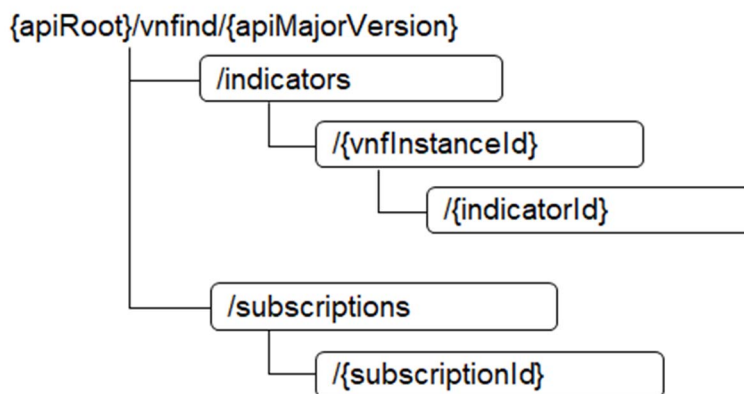 {apiRoot}/vnfind/{apiMajorVersion}
/indicators
/{vnfInstanceId}
/{indicatorId}
/subscriptions
/{subscriptionId}